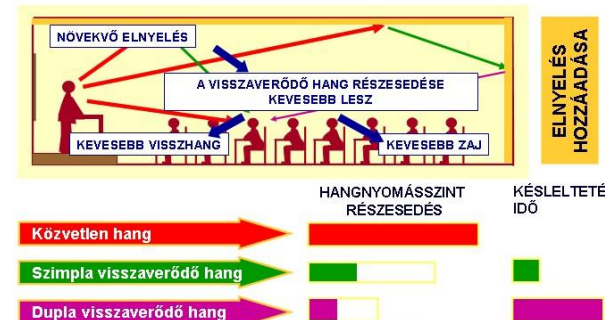 NÖVEKVŐ ELNYELÉS
A VISSZAVERŐDŐ HANG RÉSZESEDÉSE
KEVESEBB LESZ
KEVESEBB VISSZHANG
KEVESEBB ZAJ
ELNYELÉS
HOZZÁADÁSA
HANGNYOMÁSSZINT
RÉSZESEDÉS
KÉSLELTETÉ
IDŐ
Közvetlen hang
Szimpla visszaverődő hang
Dupla visszaverődő hang